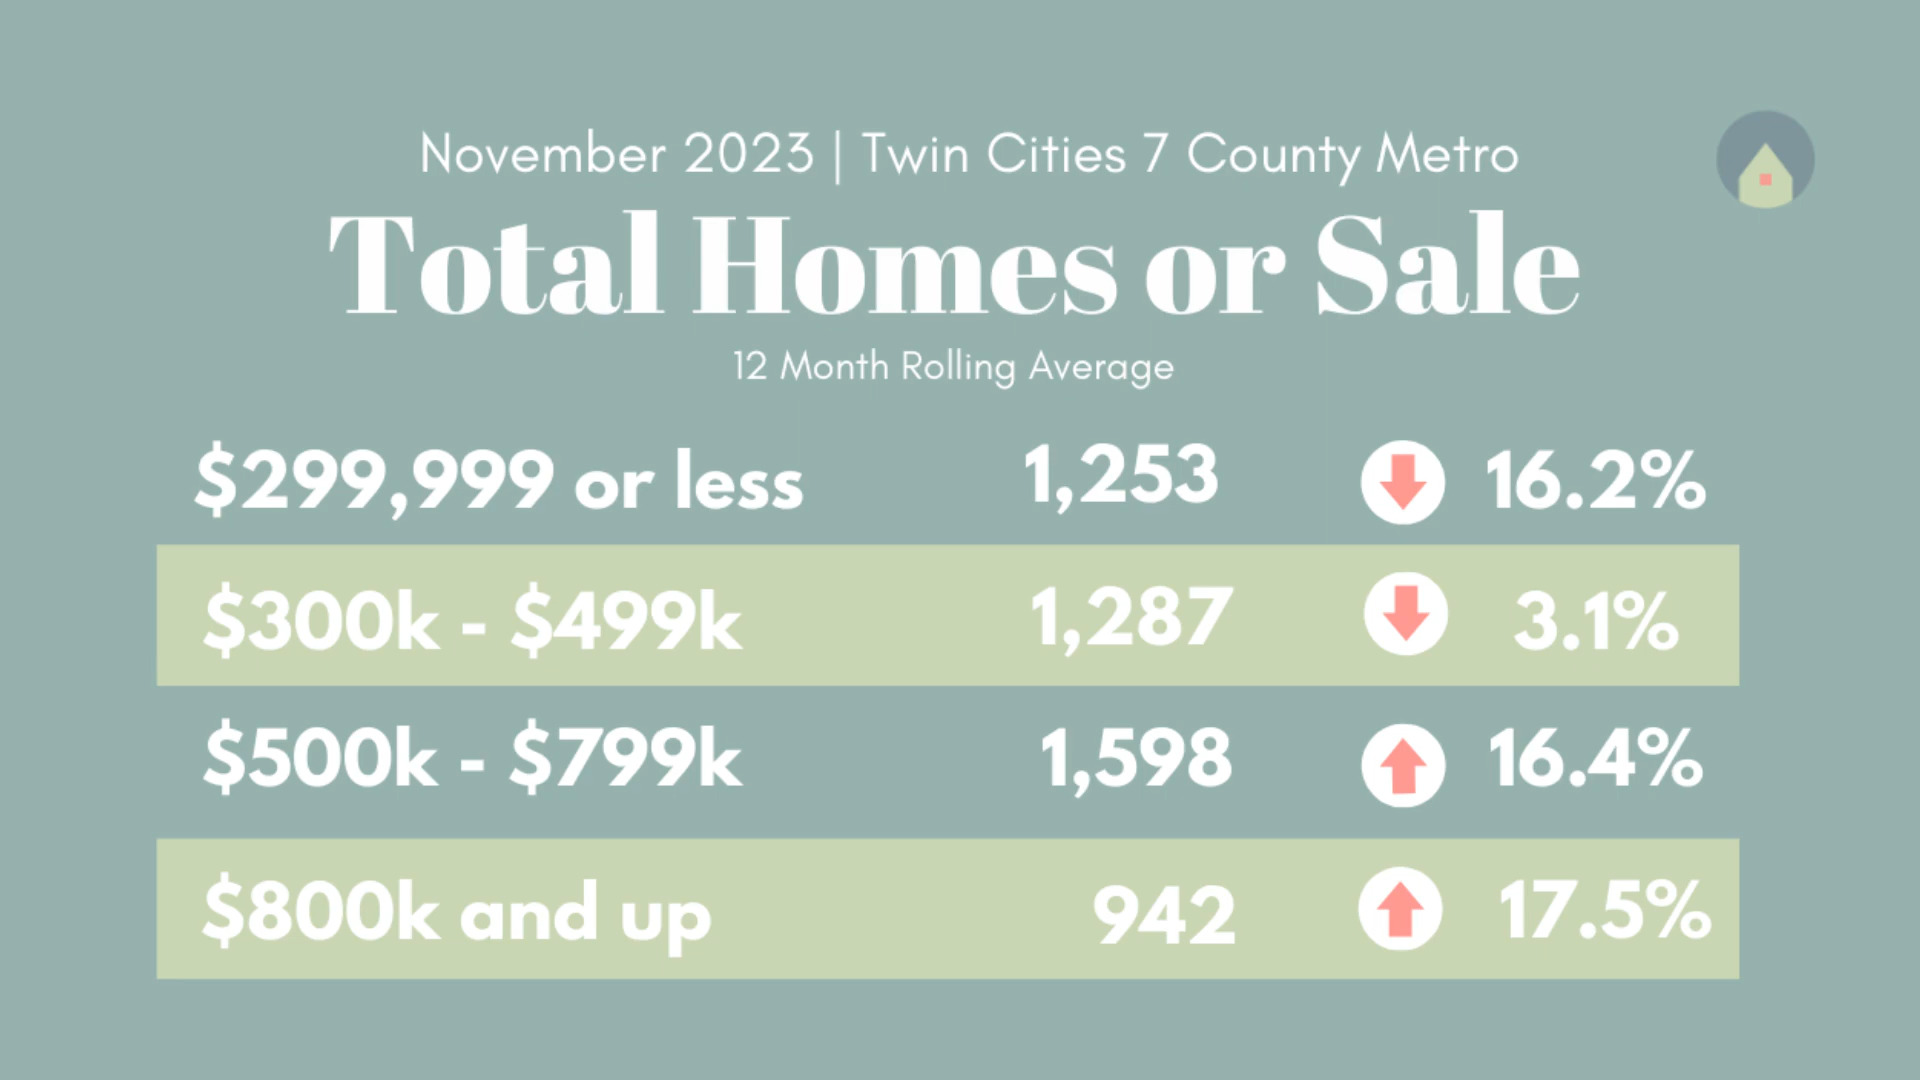 November 2023 | Twin Cities 7 County Metro
Total Homes or Sale
12 Month Rolling Average
$299,999 or less 1,253 16.2%
$300k - $499k 1,287 3.1%
$500k - $799k 1,598 16.4%
$800k and up 942 17.5%